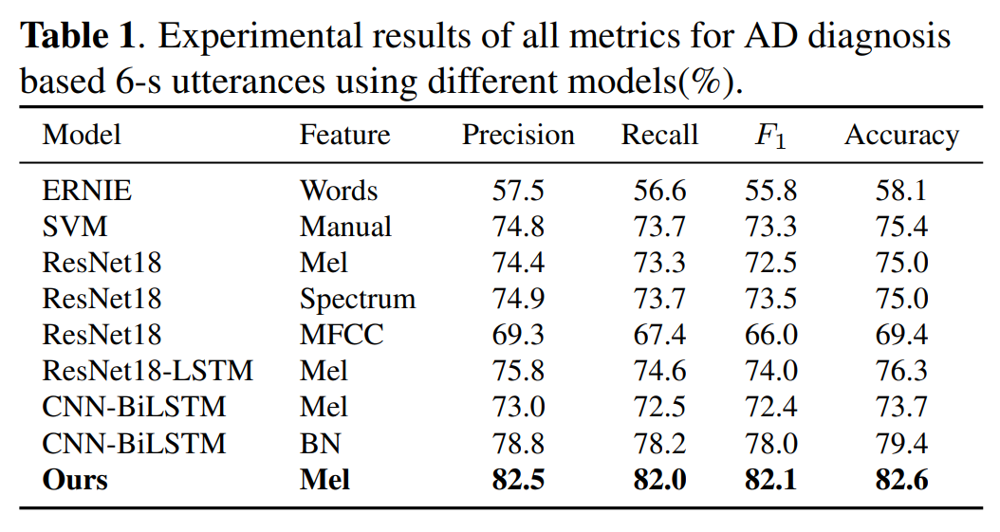 Table 1. Experimental results of all metrics for AD diagnosis
based 6-s utterances using different models(%).
Model Feature Precision Recall F1 Accuracy
ERNIE Words 57.5 56.6 55.8 58.1
SVM Manual 74.8 73.7 73.3 75.4
ResNet18 Mel 74.4 73.3 72.5 75.0
ResNet18 Spectrum 74.9 73.7 73.5 75.0
ResNet18 MFCC 69.3 67.4 66.0 69.4
ResNet18-LSTM Mel 75.8 74.6 74.0 76.3
CNN-BiLSTM Mel 73.0 72.5 72.4 73.7
CNN-BiLSTM BN 78.8 78.2 78.0 79.4
Ours Mel 82.5 82.0 82.1 82.6